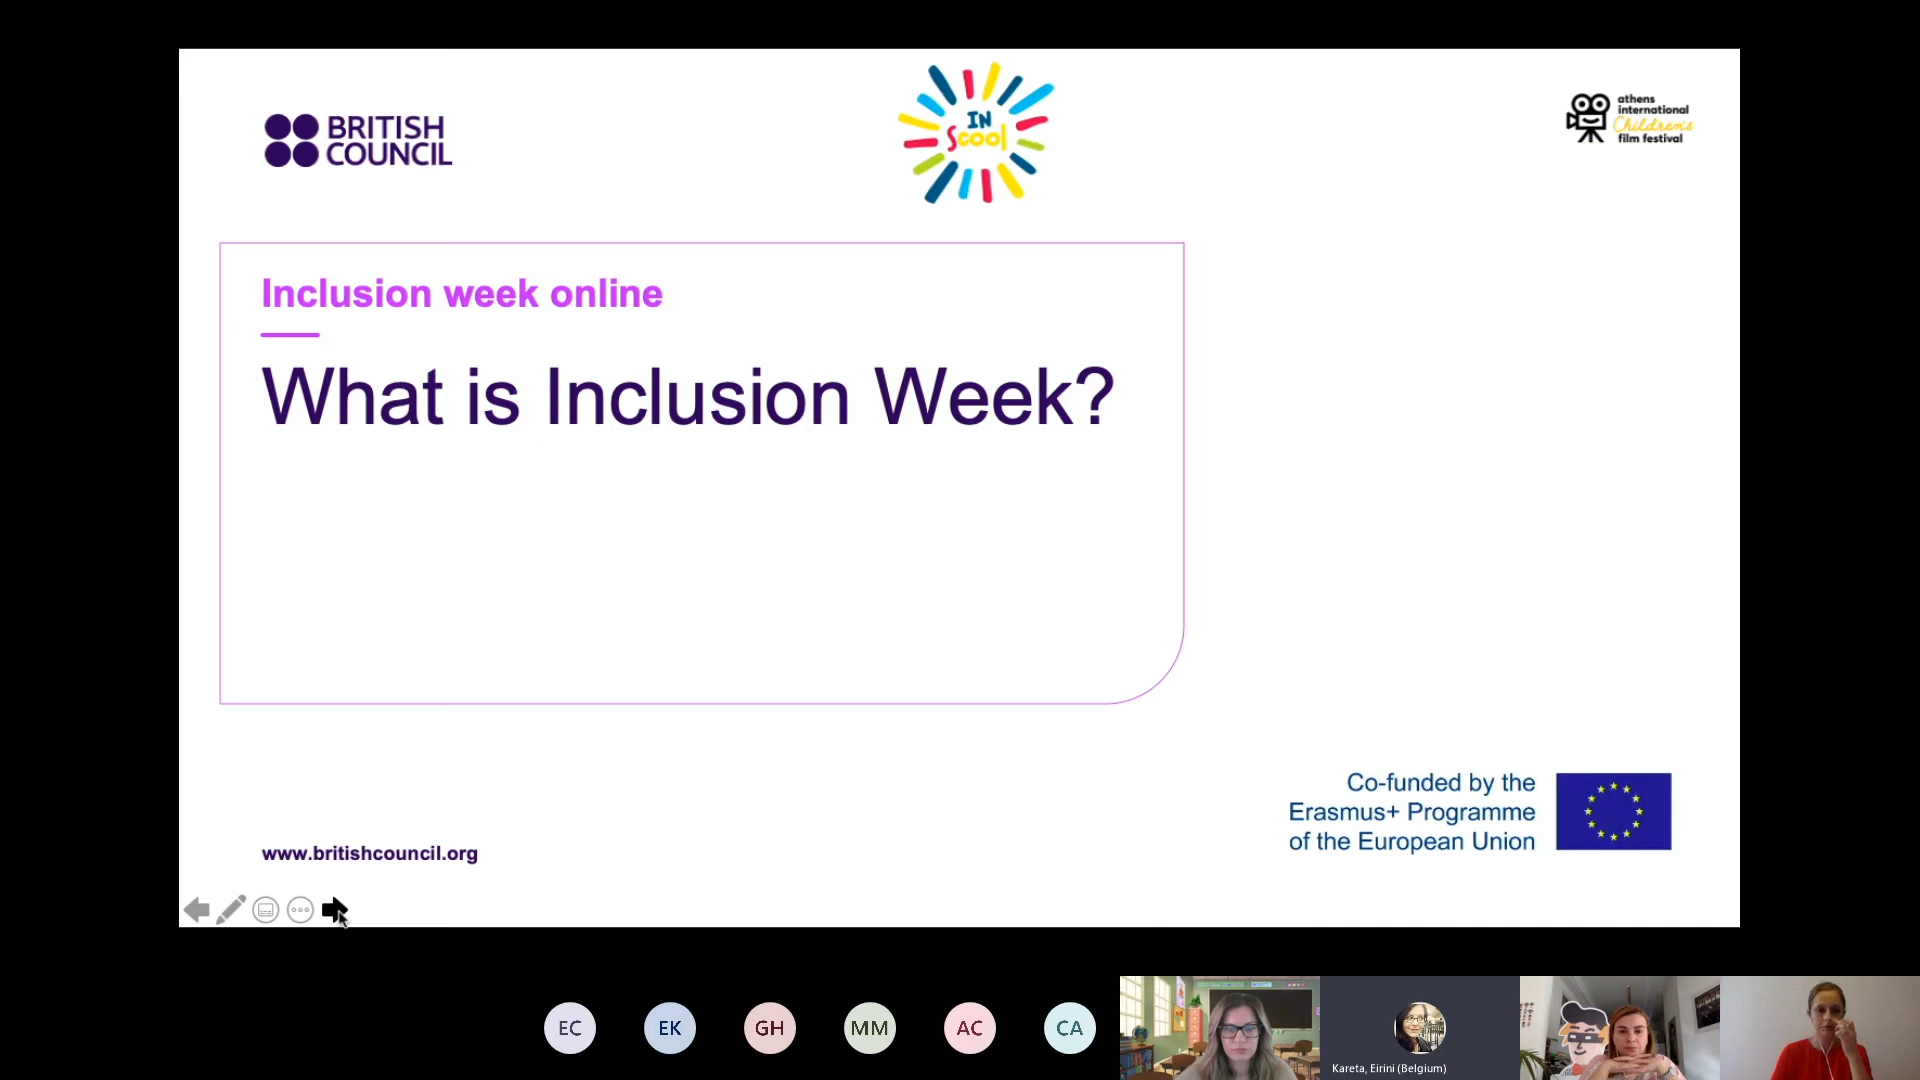 BRITISH
COUNCIL
IN
Scool
athens
international
Children's
film festival
Inclusion week online
What is Inclusion Week?
Co-funded by the
Erasmus+ Programme
of the European Union
www.britishcouncil.org
EC
EK
GH
MM
AC
CA
Kareta, Eirini (Belgium)